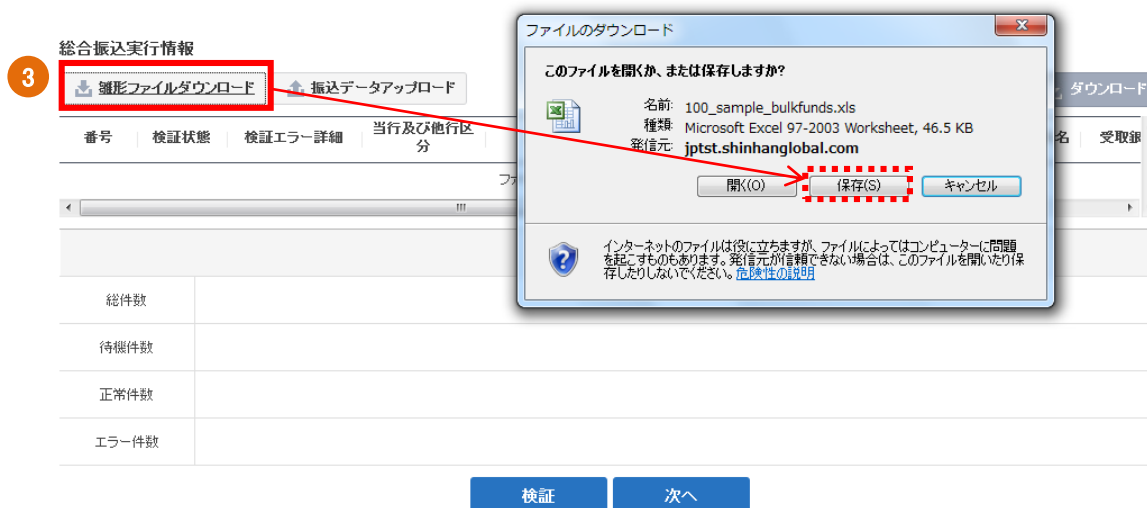 総合振込実行情報
3
雛形ファイルダウンロード
振込データアップロード
ダウンロード
番号
検証状態
検証エラー詳細
当行及び他行区
分
名
受取銀
ファイルのダウンロード
このファイルを開くか、または保存しますか?
名前: 100_sample_bulkfunds.xls
種類: Microsoft Excel 97-2003 Worksheet, 46.5 KB
発信元: jptst.shinhanglobal.com
開く(O)
保存(S)
キャンセル
インターネットのファイルは役に立ちますが、ファイルによってはコンピューターに問題
を起こすものもあります。発信元が信頼できない場合は、このファイルを開いたり保
存したりしないでください。危険性の説明
総件数
待機件数
正常件数
エラー件数
検証
次へ